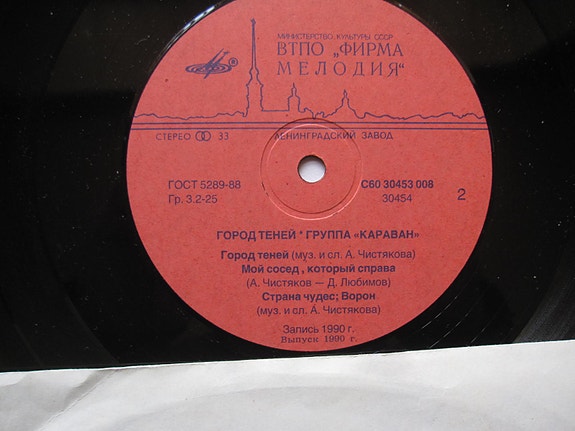 МИНИСТЕРСТВО КУЛЬТУРЫ СССР
ВТПО „ФИРМА
МЕЛОДИЯ“
®
СТЕРЕО 33
ЛЕНИНГРАДСКИЙ ЗАВОД
ГОСТ 5289-88
Гр. 3.2-25
С60 30453 008
30454
2
ГОРОД ТЕНЕЙ * ГРУППА «КАРАВАН»
Город теней (муз. и сл. А. Чистякова)
Мой сосед , который справа
(А. Чистяков — Д. Любимов)
Страна чудес; Ворон
(муз. и сл. А. Чистякова)
Запись 1990 г.
Выпуск 1990 г.